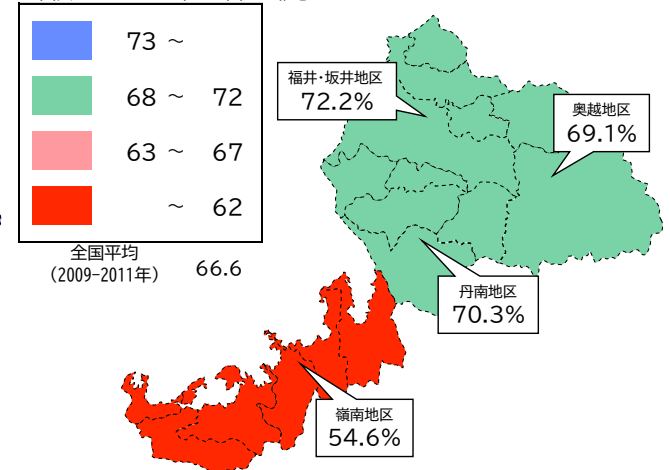 73 ～
68 ～ 72
63 ～ 67
～ 62
全国平均
(2009-2011年) 66.6
福井・坂井地区
72.2%
奥越地区
69.1%
丹南地区
70.3%
嶺南地区
54.6%